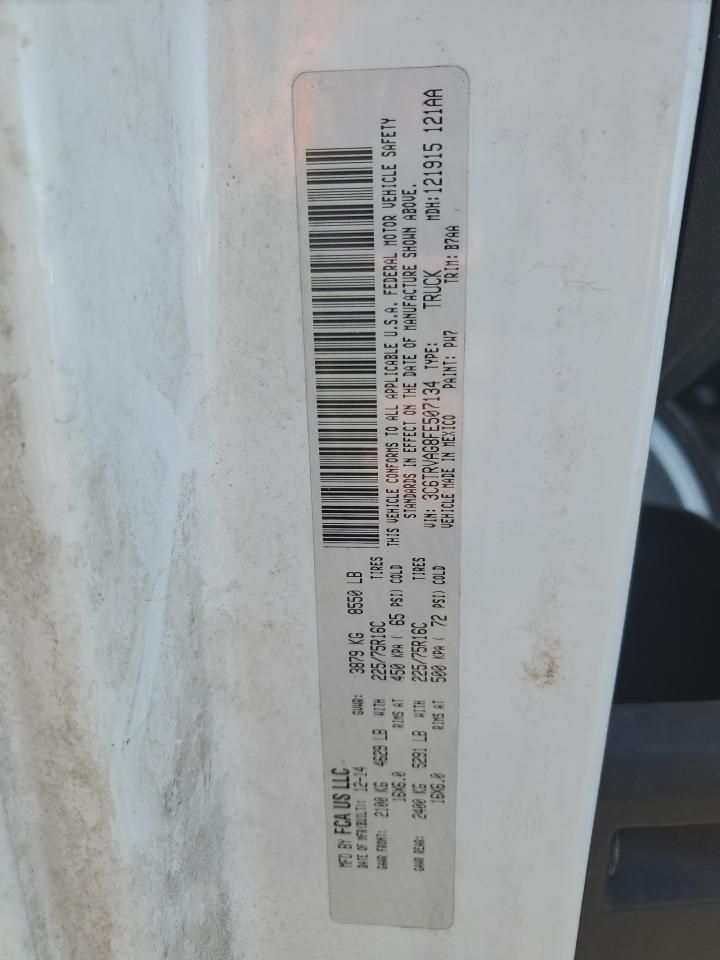 MFD BY FCA US LLC
DATE OF MFR(BUILT): 12-14 GVWR: 3879 KG 8550 LB
GAWR FRONT: 2100 KG 4629 LB WITH 225/75R16C TIRES
16X6.0 RIMS AT 450 KPA ( 65 PSI) COLD
GAWR REAR: 2400 KG 5291 LB WITH 225/75R16C TIRES
16X6.0 RIMS AT 500 KPA ( 72 PSI) COLD
THIS VEHICLE CONFORMS TO ALL APPLICABLE U.S.A. FEDERAL MOTOR VEHICLE SAFETY
STANDARDS IN EFFECT ON THE DATE OF MANUFACTURE SHOWN ABOVE.
VIN: 3C6TRVAG8FE507134 TYPE: TRUCK MDH:121915 121AA
VEHICLE MADE IN MEXICO PAINT: PW7 TRIM: B7AA